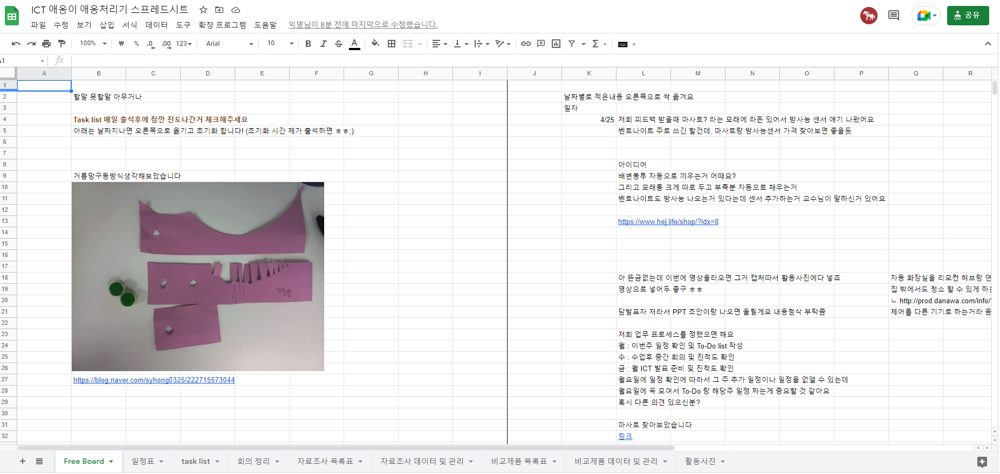 ICT 애옹이 애옹처리기 스프레드시트
파일 수정 보기 삽입 서식 데이터 도구 확장 프로그램 도움말 익명님이 8분 전에 마지막으로 수정했습니다.
공유
100% ₩ % .0 .00 123 Arial 10 B I S A
A1 fx
A B C D E F G H I J K L M N O P Q R
1
2 할말 못할말 아무거나 날짜별로 적은내용 오른쪽으로 싹 옮겨요
3 일자
4 Task list 매일 출석후에 잠깐 진도나간거 체크해주세요 4/25 저희 피드백 받을때 마사토? 라는 모래에 라돈 있어서 방사능 센서 얘기 나왔어요
5 아래는 날짜지나면 오른쪽으로 옮기고 초기화 합니다! (초기화 시간 제가 출석하면 ㅎㅎ;) 벤토나이트 주로 쓰긴 할건데, 마사토랑 방사능센서 가격 찾아보면 좋을듯
6
7
8 아이디어
9 거름망구동방식생각해보았습니다 배변봉투 자동으로 끼우는거 어때요?
10 그리고 모래통 크게 따로 두고 부족분 자동으로 채우는거
11 벤토나이트도 방사능 나오는거 있다는데 센서 추가하는거 교수님이 말하신거 있어요
12
13 https://www.hej.life/shop/?idx=8
14
15
16
17
18 아 뜬금없는데 이번에 영상올라오면 그거 캡처따서 활동사진에다 넣죠 자동 화장실을 리모컨 허브랑 연
19 영상으로 넣어두 좋구 ㅎㅎ 집 밖에서도 청소 할 수 있게 하는
거름망
20 ㄴ http://prod.danawa.com/info/?
21 담발표자 저라서 PPT 초안이랑 나오면 올릴게요 내용첨삭 부탁쫌 제어를 다른 기기로 하는거라 음
22
23 저희 업무 프로세스를 정했으면 해요
24 월 : 이번주 일정 확인 및 To-Do list 작성
25 수 : 수업후 중간 회의 및 진척도 확인
26 금 : 월 ICT 발표 준비 및 진척도 확인
27 https://blog.naver.com/syhong0325/222715573044 월요일에 일정 확인에 따라서 그 주 추가 일정이나 일정을 없앨 수 있는데
28 월요일에 꼭 모여서 To-Do 랑 해당주 일정 짜는게 중요할 것 같아요
29 혹시 다른 의견 있으신분?
30
31 마사토 찾아보았습니다
32 링크
Free Board 일정표 task list 회의 정리 자료조사 목록표 자료조사 데이터 및 관리 비교제품 목록표 비교제품 데이터 및 관리 활동사진